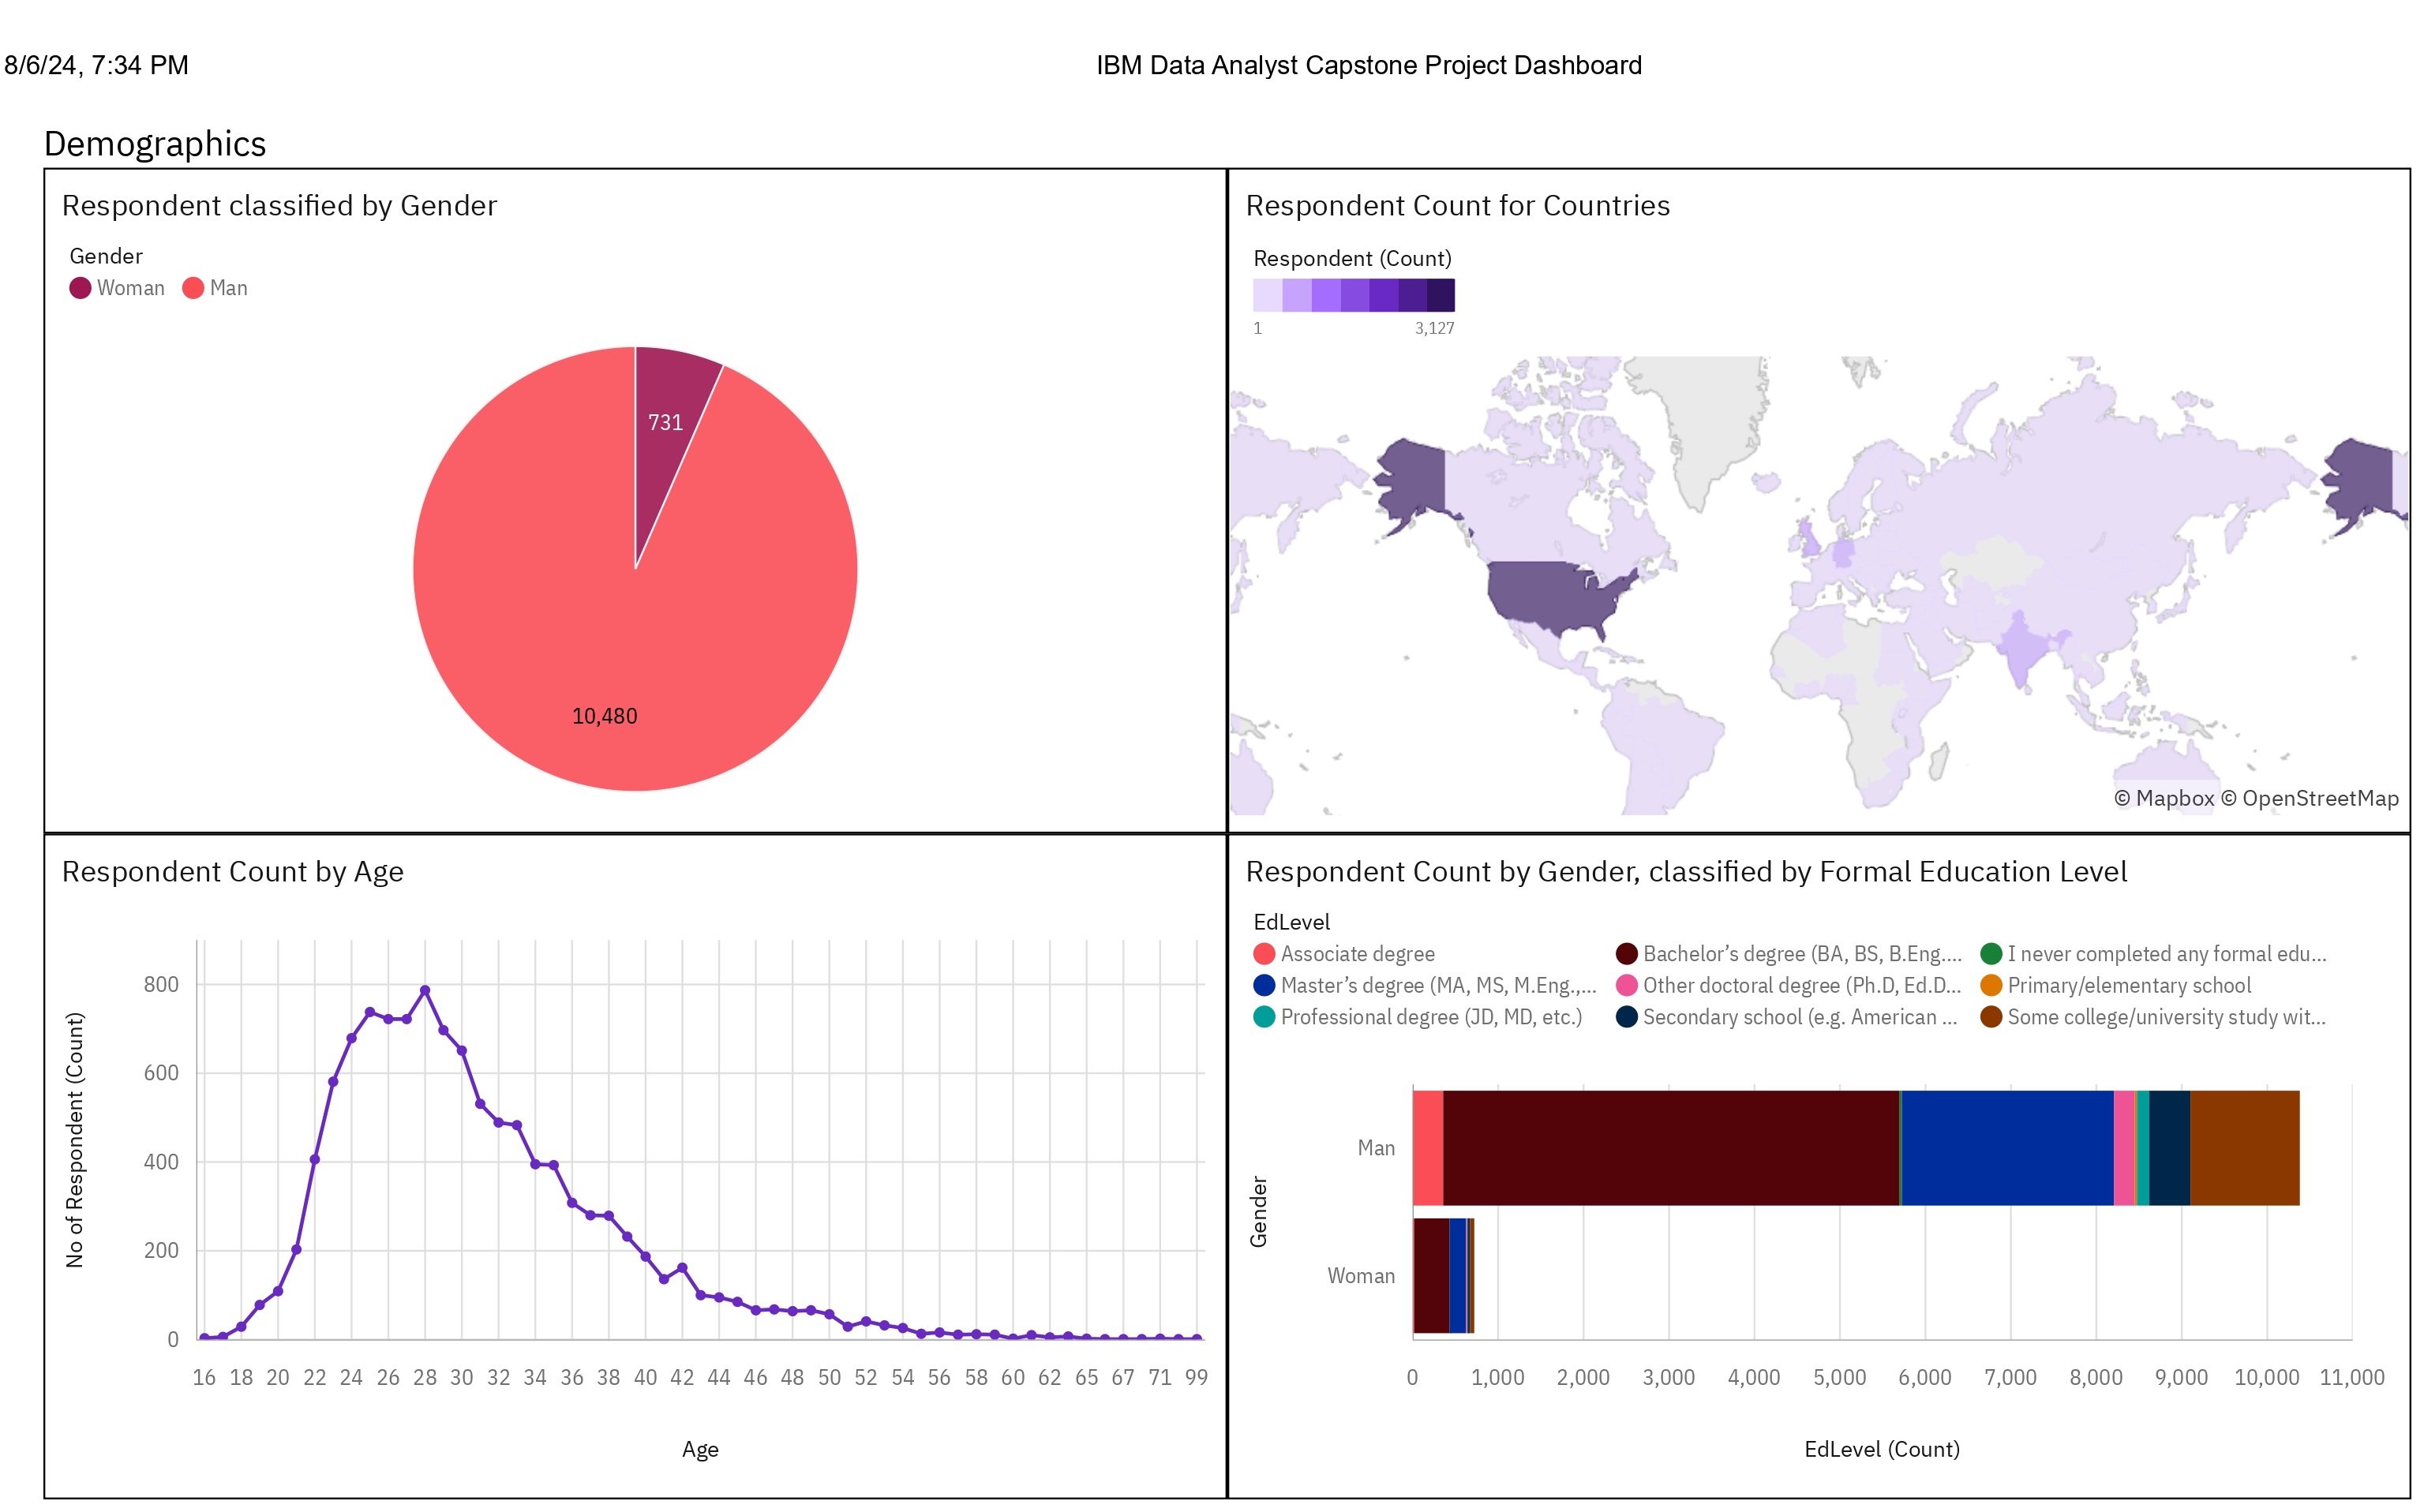 8/6/24, 7:34 PM
IBM Data Analyst Capstone Project Dashboard
Demographics
Respondent classified by Gender
Gender
Woman Man
731
10,480
Respondent Count for Countries
Respondent (Count)
1 3,127
© Mapbox © OpenStreetMap
Respondent Count by Age
No of Respondent (Count)
800
600
400
200
0
16 18 20 22 24 26 28 30 32 34 36 38 40 42 44 46 48 50 52 54 56 58 60 62 65 67 71 99
Age
Respondent Count by Gender, classified by Formal Education Level
EdLevel
Associate degree Bachelor’s degree (BA, BS, B.Eng.... I never completed any formal edu...
Master’s degree (MA, MS, M.Eng.,... Other doctoral degree (Ph.D, Ed.D... Primary/elementary school
Professional degree (JD, MD, etc.) Secondary school (e.g. American ... Some college/university study wit...
Gender
Man
Woman
0 1,000 2,000 3,000 4,000 5,000 6,000 7,000 8,000 9,000 10,000 11,000
EdLevel (Count)